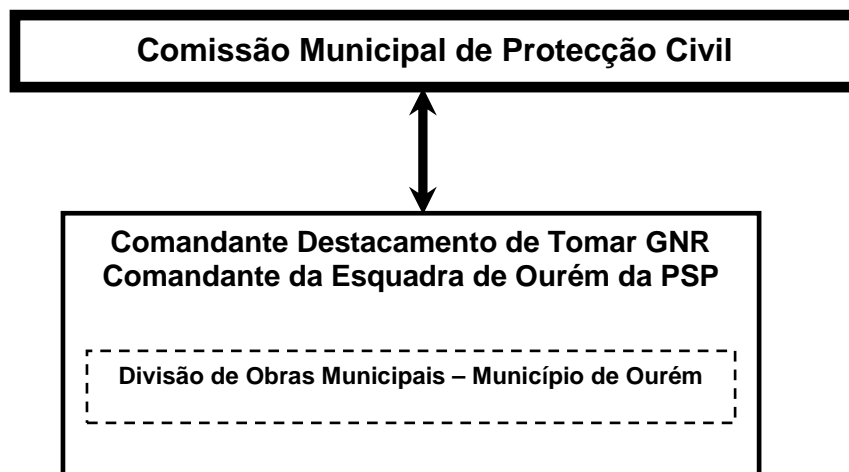 Comissão Municipal de Protecção Civil
Comandante Destacamento de Tomar GNR
Comandante da Esquadra de Ourém da PSP
Divisão de Obras Municipais – Município de Ourém